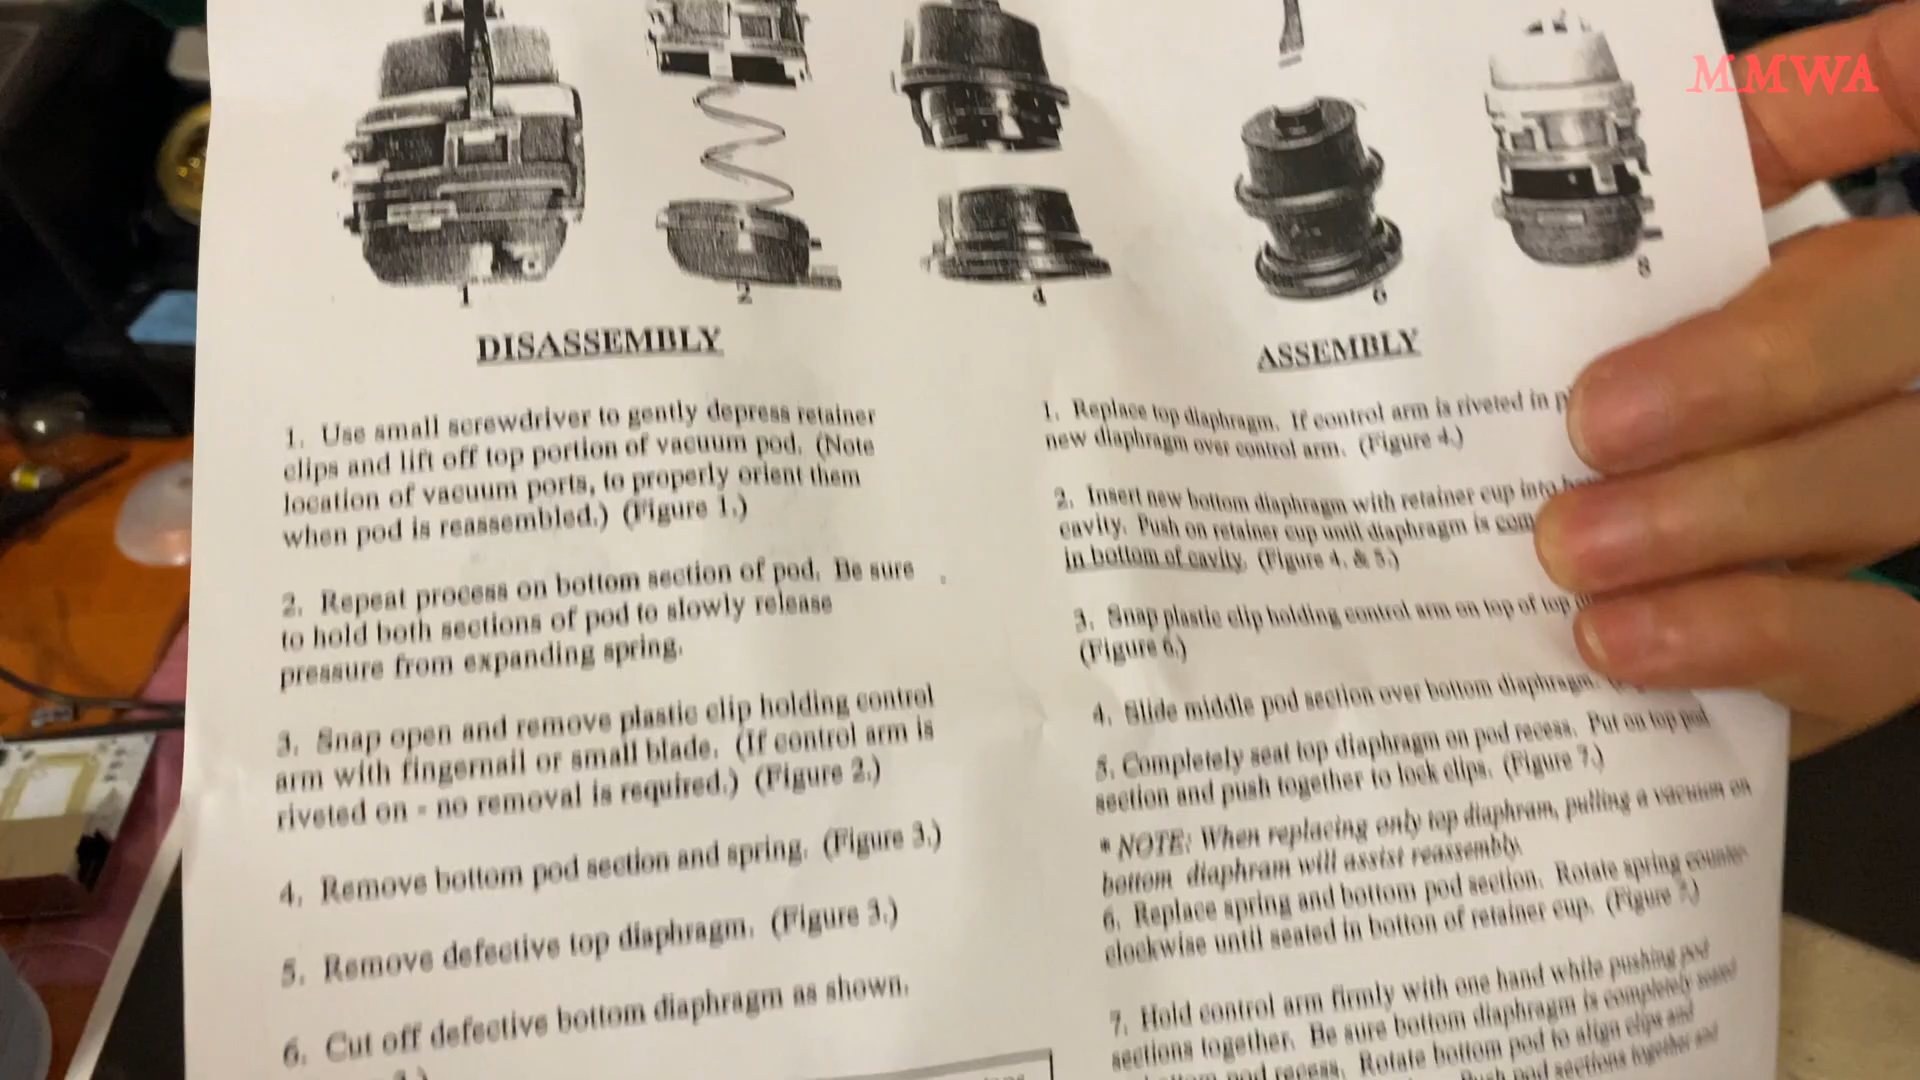 MMWA
1 2 4 6 8
DISASSEMBLY
1. Use small screwdriver to gently depress retainer
clips and lift off top portion of vacuum pod. (Note
location of vacuum ports, to properly orient them
when pod is reassembled.) (Figure 1.)
2. Repeat process on bottom section of pod. Be sure
to hold both sections of pod to slowly release
pressure from expanding spring.
3. Snap open and remove plastic clip holding control
arm with fingernail or small blade. (If control arm is
riveted on - no removal is required.) (Figure 2.)
4. Remove bottom pod section and spring. (Figure 3.)
5. Remove defective top diaphragm. (Figure 3.)
6. Cut off defective bottom diaphragm as shown.
ASSEMBLY
1. Replace top diaphragm. If control arm is riveted in
new diaphragm over control arm. (Figure 4.)
2. Insert new bottom diaphragm with retainer cup into
cavity. Push on retainer cup until diaphragm is com
in bottom of cavity. (Figure 4. & 5.)
3. Snap plastic clip holding control arm on top of top
(Figure 6.)
4. Slide middle pod section over bottom diaphragm.
5. Completely seat top diaphragm on pod recess. Put on top pod
section and push together to lock clips. (Figure 7.)
* NOTE: When replacing only top diaphram, pulling a vacuum on
bottom diaphram will assist reassembly.
6. Replace spring and bottom pod section. Rotate spring counter-
clockwise until seated in botton of retainer cup. (Figure 7.)
7. Hold control arm firmly with one hand while pushing pod
sections together. Be sure bottom diaphragm is completely seated
pod recess. Rotate bottom pod to align clips and
Push pod sections together and